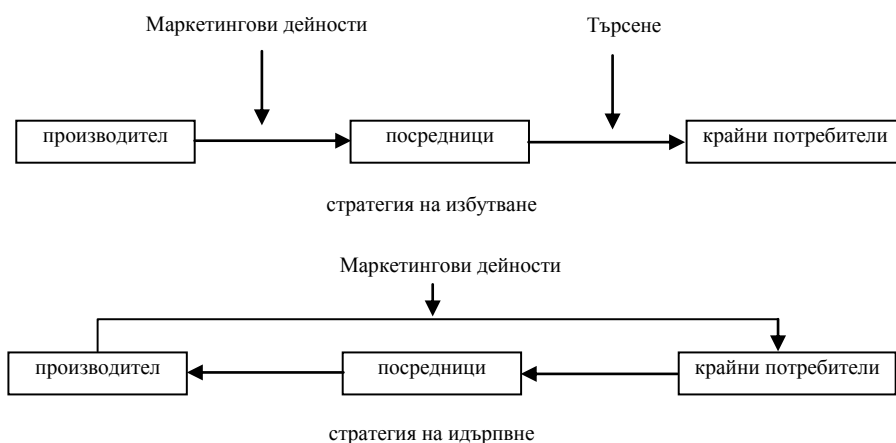 Маркетингови дейности
Търсене
производител
посредници
крайни потребители
стратегия на избутване
Маркетингови дейности
производител
посредници
крайни потребители
стратегия на идърпвне